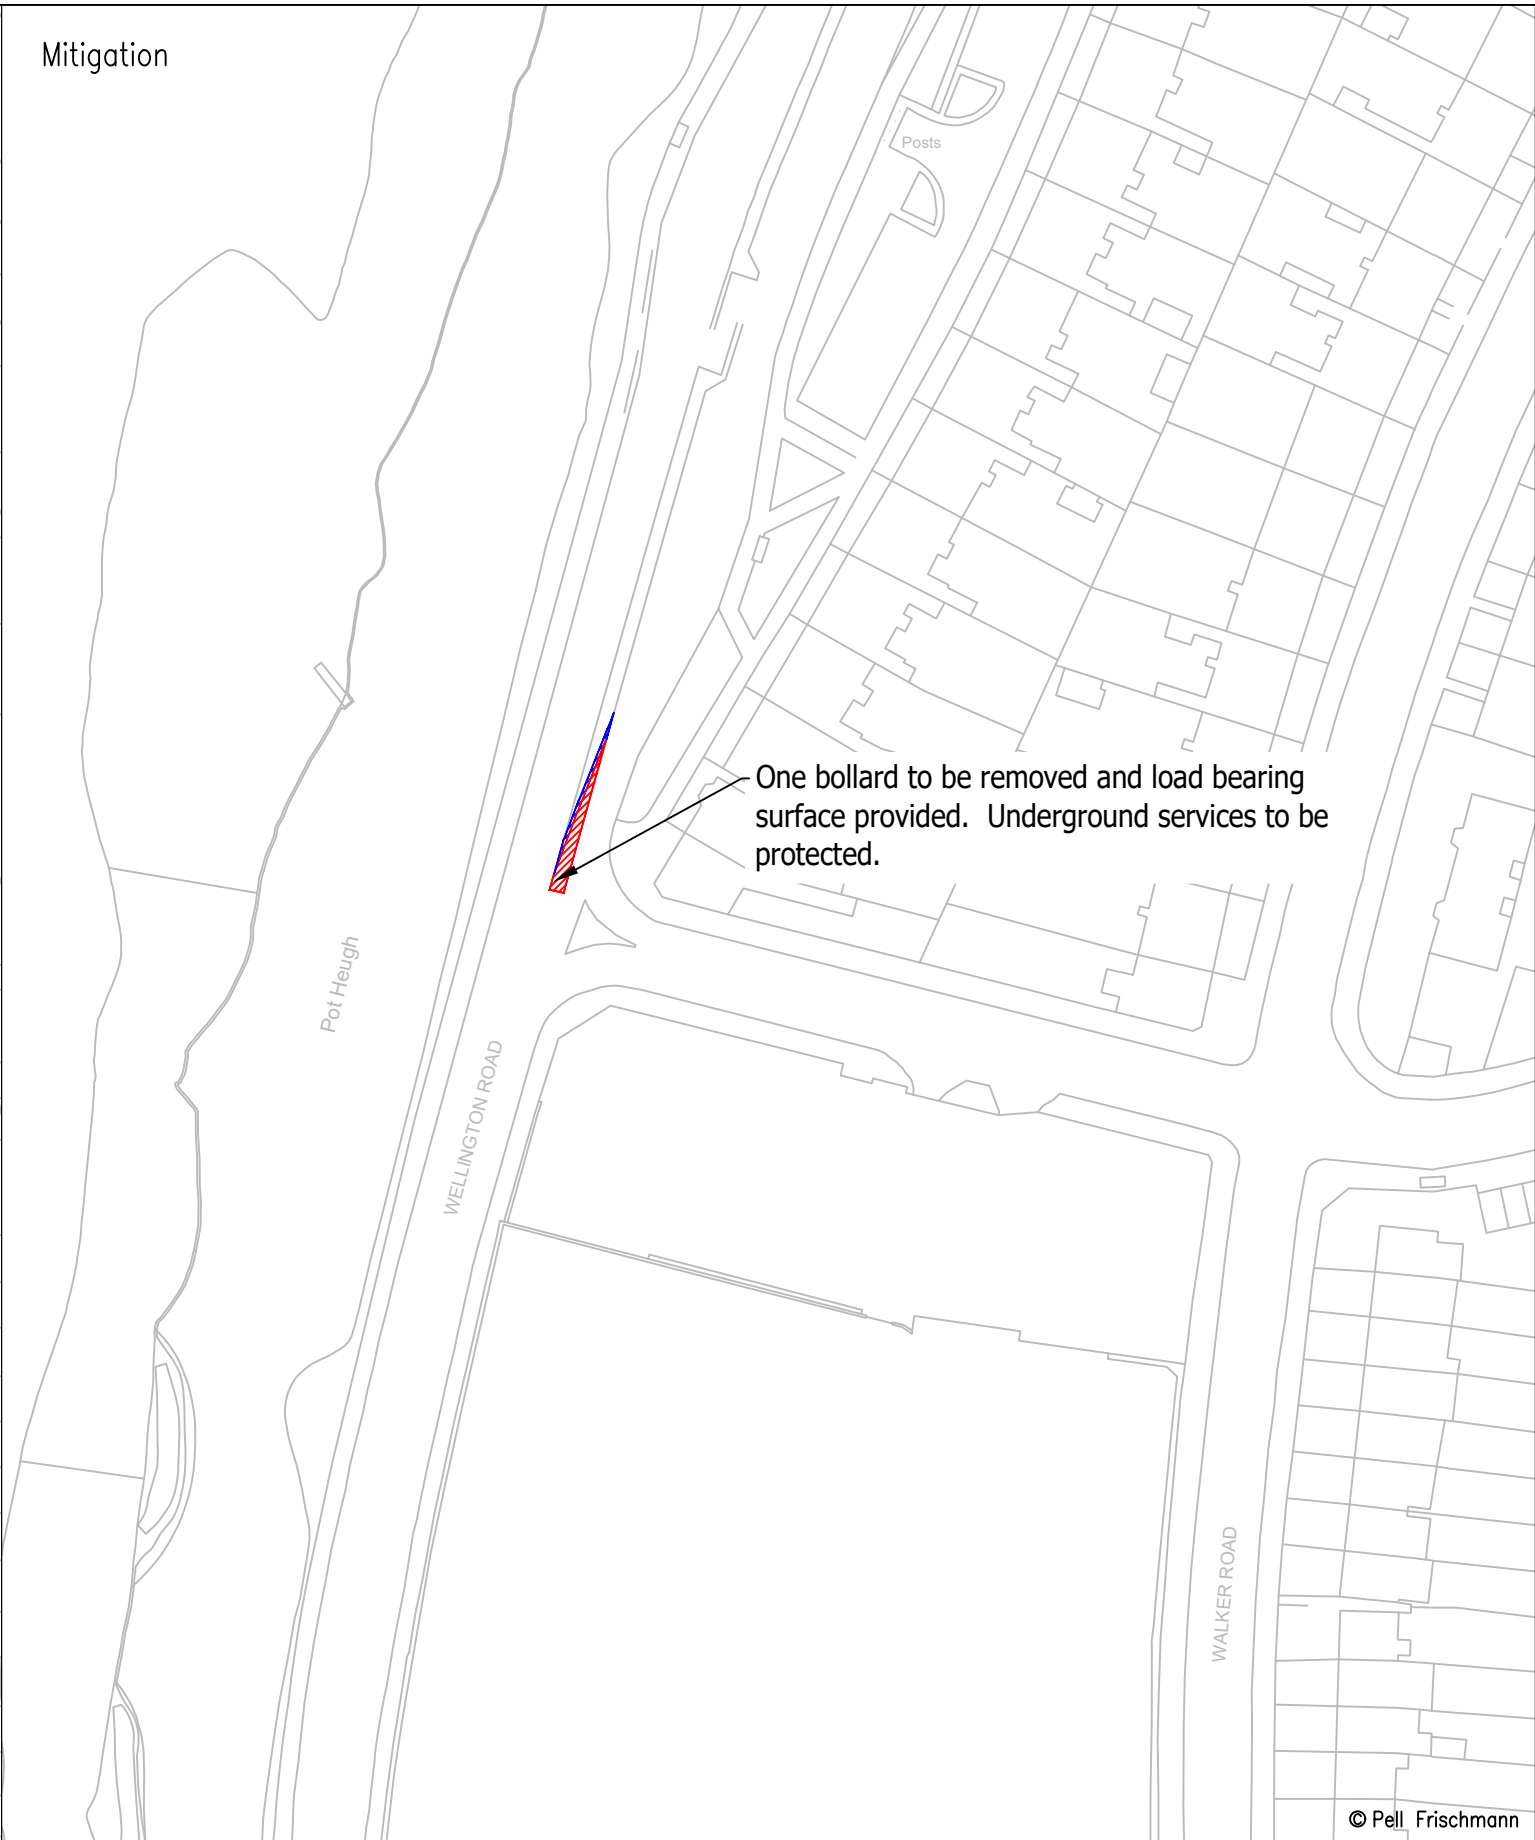 Mitigation
Posts
One bollard to be removed and load bearing
surface provided.  Underground services to be
protected.
Pot Heugh
WELLINGTON ROAD
WALKER ROAD
© Pell Frischmann